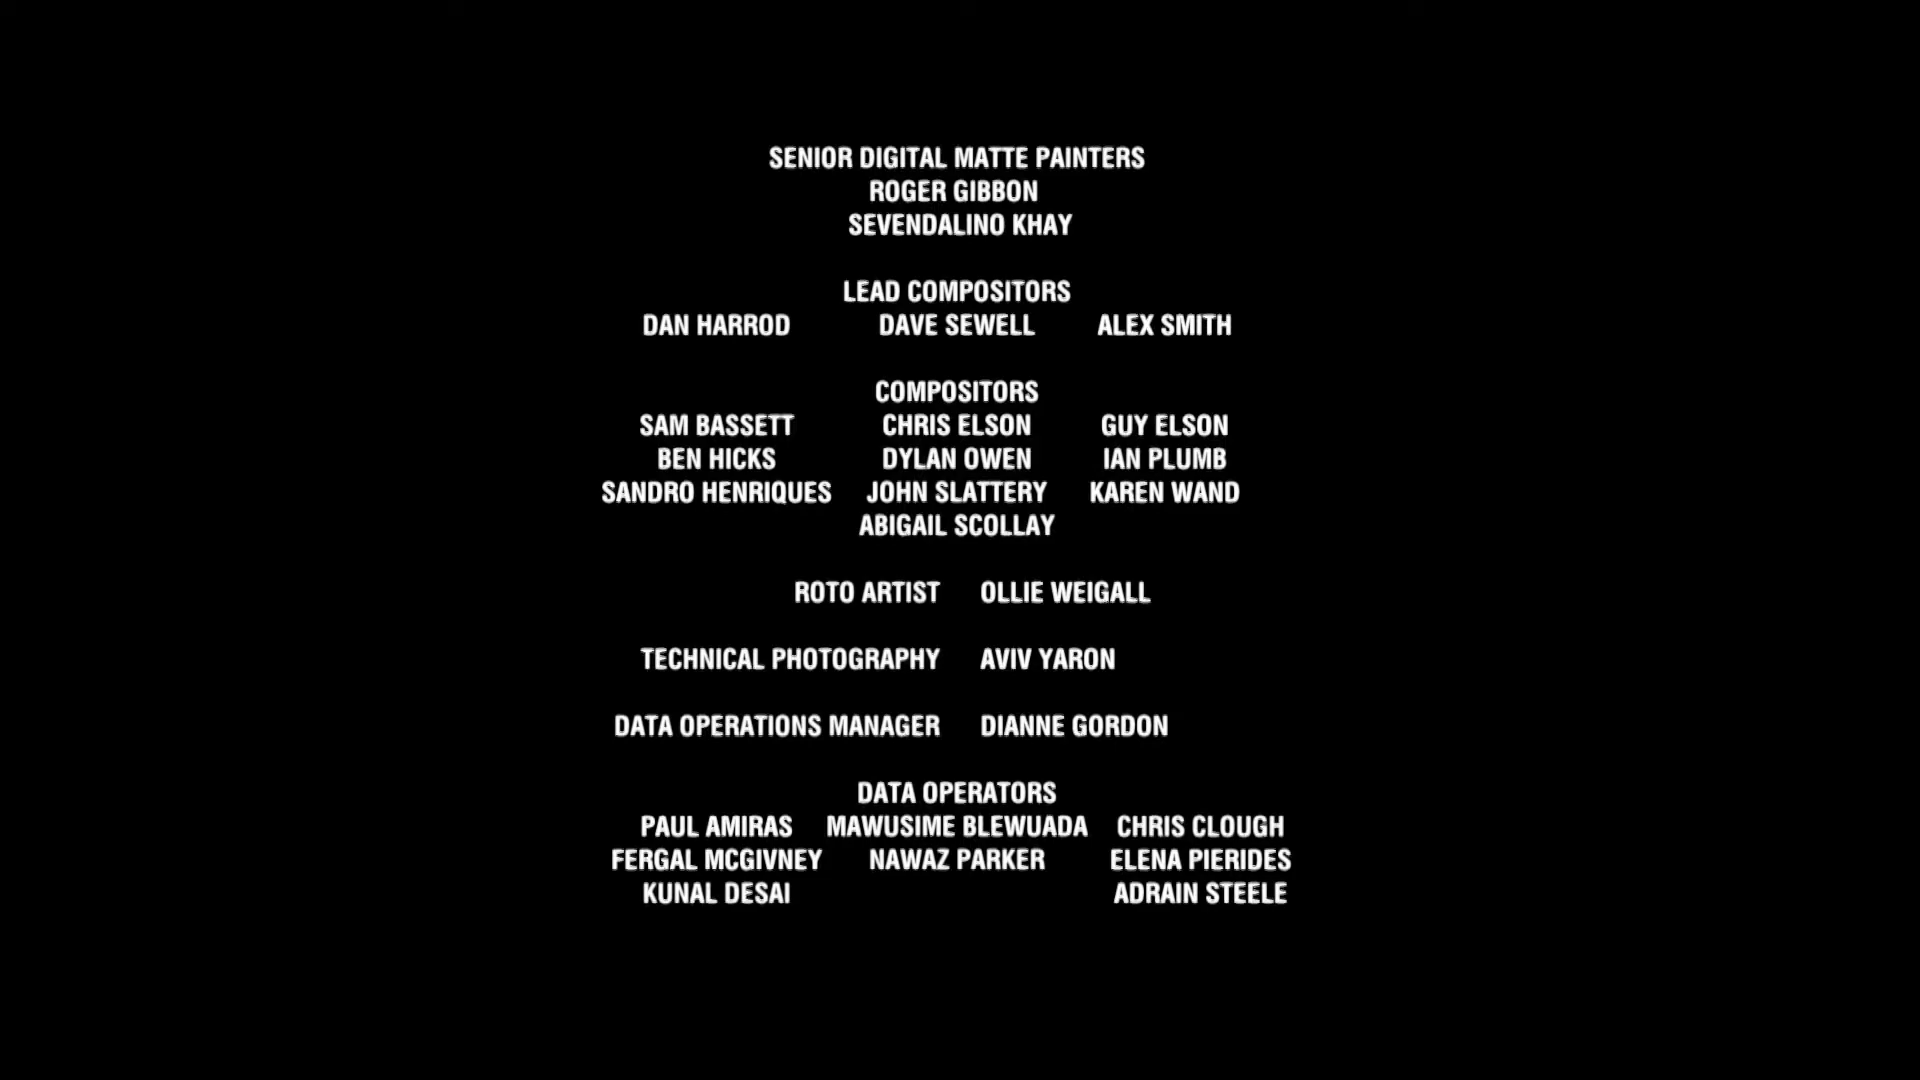 SENIOR DIGITAL MATTE PAINTERS
ROGER GIBBON
SEVENDALINO KHAY
LEAD COMPOSITORS
DAN HARROD DAVE SEWELL ALEX SMITH
COMPOSITORS
SAM BASSETT CHRIS ELSON GUY ELSON
BEN HICKS DYLAN OWEN IAN PLUMB
SANDRO HENRIQUES JOHN SLATTERY KAREN WAND
ABIGAIL SCOLLAY
ROTO ARTIST OLLIE WEIGALL
TECHNICAL PHOTOGRAPHY AVIV YARON
DATA OPERATIONS MANAGER DIANNE GORDON
DATA OPERATORS
PAUL AMIRAS MAWUSIME BLEWUADA CHRIS CLOUGH
FERGAL MCGIVNEY NAWAZ PARKER ELENA PIERIDES
KUNAL DESAI ADRAIN STEELE